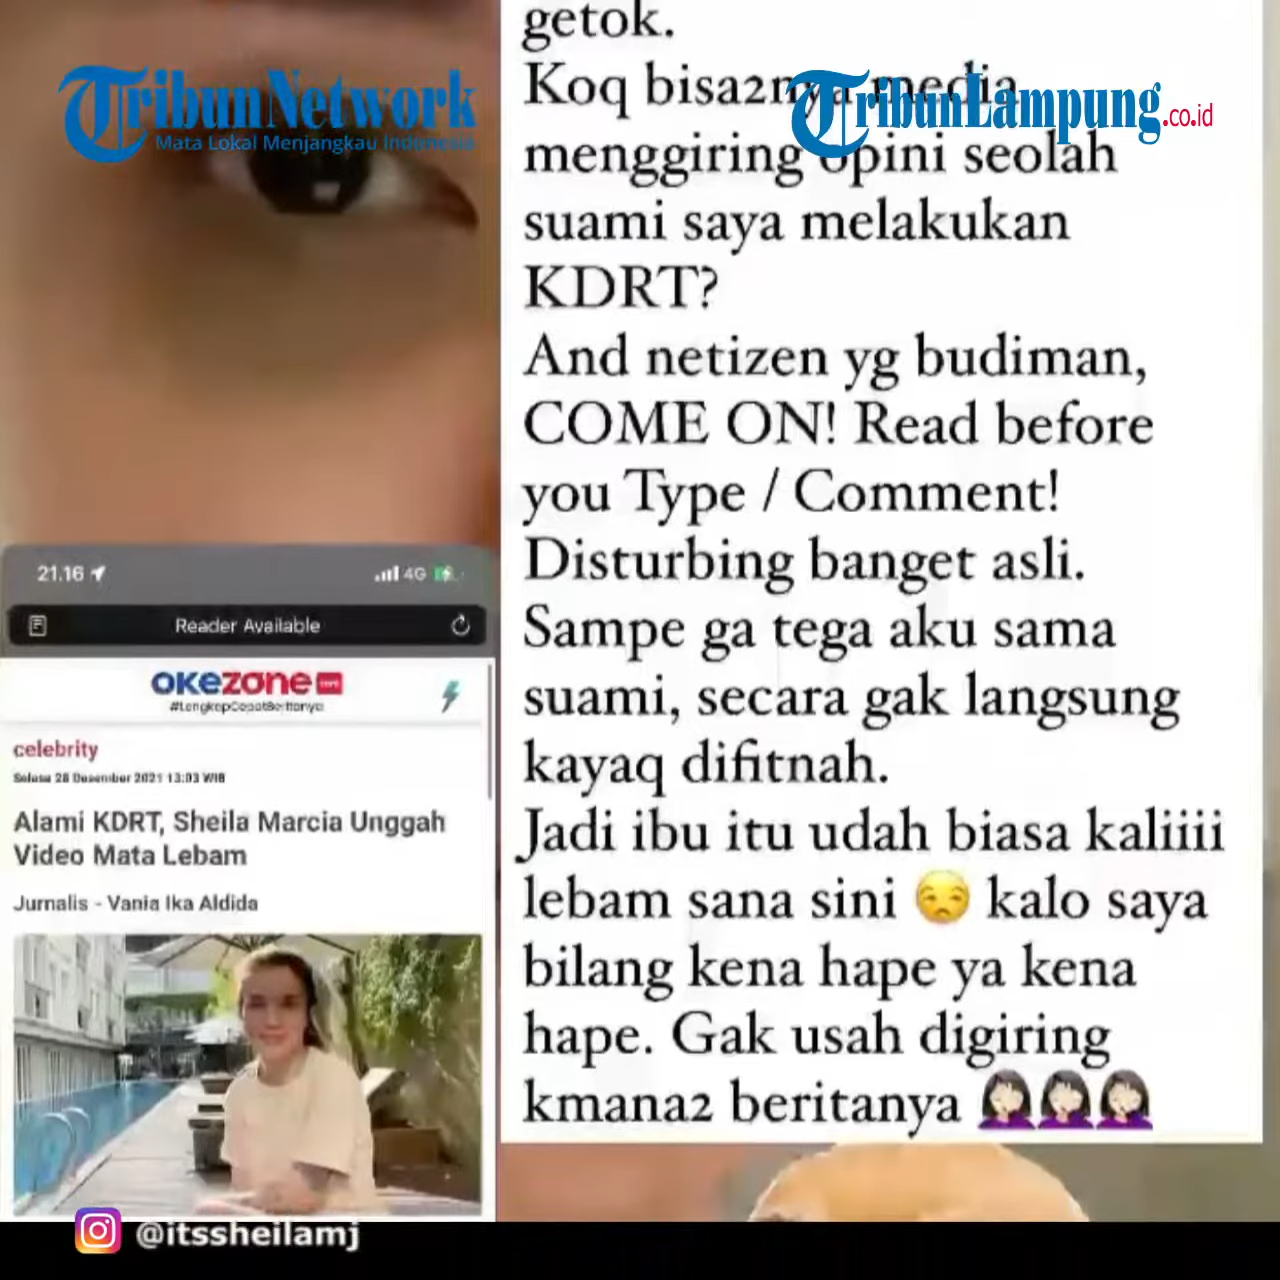 TribunNetwork
Mata Lokal Menjangkau Indonesia
TribunLampung.co.id
21.16
4G
Reader Available
OKEZONE
#LengkapCepatBeritanya
celebrity
Selasa 28 Desember 2021 13:03 WIB
Alami KDRT, Sheila Marcia Unggah
Video Mata Lebam
Jurnalis - Vania Ika Aldida
getok.
Koq bisa2nya media
menggiring opini seolah
suami saya melakukan
KDRT?
And netizen yg budiman,
COME ON! Read before
you Type / Comment!
Disturbing banget asli.
Sampe ga tega aku sama
suami, secara gak langsung
kayaq difitnah.
Jadi ibu itu udah biasa kaliiii
lebam sana sini 😒 kalo saya
bilang kena hape ya kena
hape. Gak usah digiring
kmana2 beritanya 🤦🏻‍♀️🤦🏻‍♀️🤦🏻‍♀️
@itssheilamj